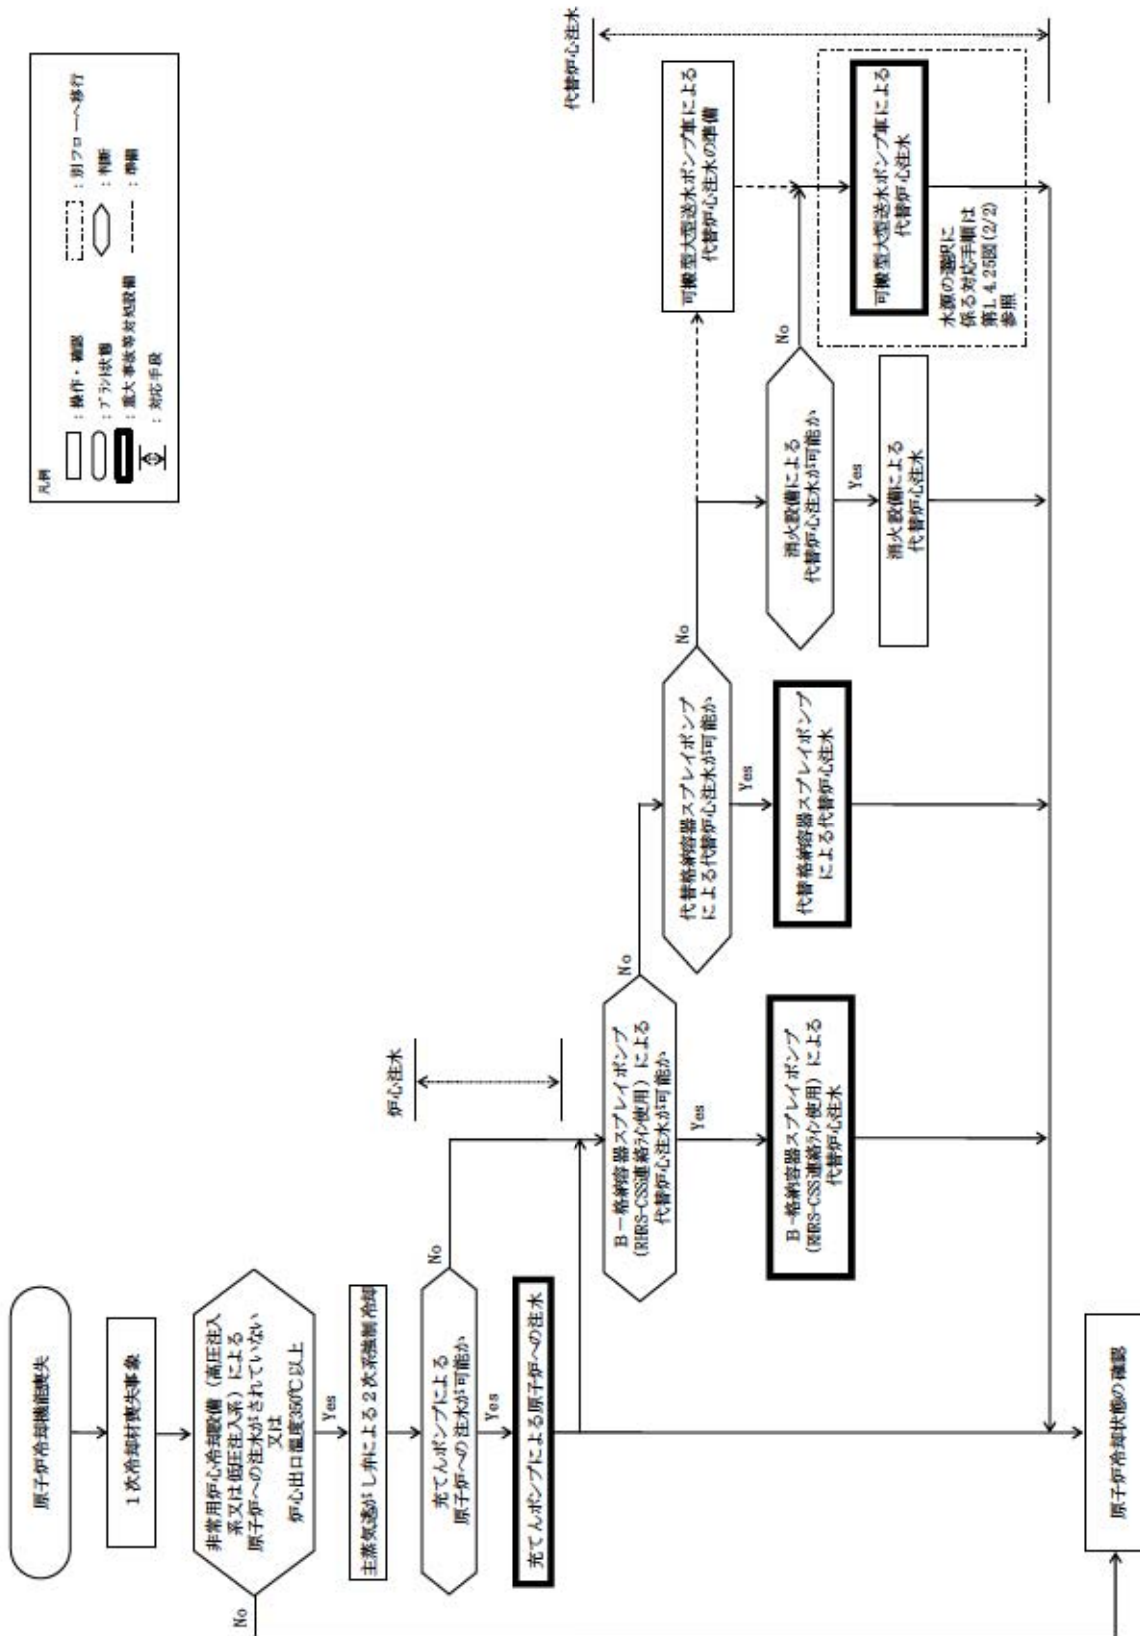 原子炉冷却機能喪失
1次冷却材喪失事象
非常用炉心冷却設備(高圧注入
系又は低圧注入系)による
原子炉への注水がされていない
又は
炉心出口温度350℃以上
No
Yes
主蒸気逃がし弁による2次系強制冷却
充てんポンプによる
原子炉への注水が可能か
No
Yes
充てんポンプによる原子炉への注水
炉心注水
B-格納容器スプレイポンプ
(RHRS-CSS連絡ライン使用)による
代替炉心注水が可能か
No
Yes
B-格納容器スプレイポンプ
(RHRS-CSS連絡ライン使用)による
代替炉心注水
代替格納容器スプレイポンプ
による代替炉心注水が可能か
No
Yes
代替格納容器スプレイポンプ
による代替炉心注水
可搬型大型送水ポンプ車による
代替炉心注水の準備
消火設備による
代替炉心注水が可能か
No
Yes
消火設備による
代替炉心注水
可搬型大型送水ポンプ車による
代替炉心注水
水源の選択に
係る対応手順は
第1.4.25図(2/2)
参照
代替炉心注水
原子炉冷却状態の確認
凡例
:操作・確認
:プラント状態
:重大事故等対処設備
:対応手段
:別フローへ移行
:判断
:準備